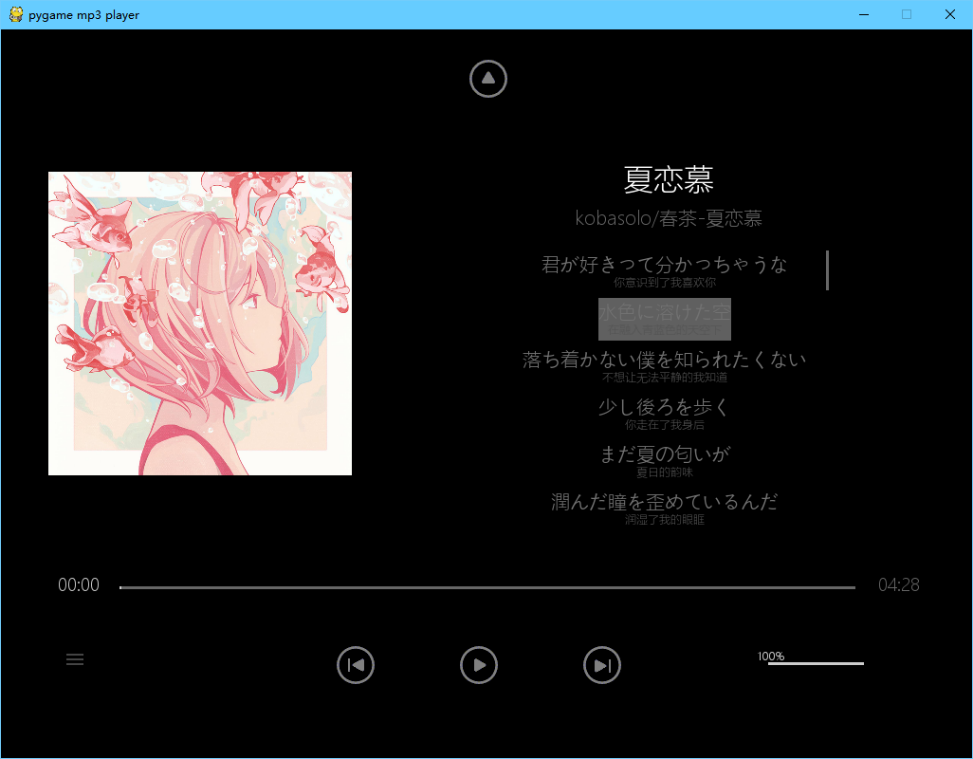 pygame mp3 player
夏恋慕
kobasolo/春茶-夏恋慕
君が好きって分かっちゃうな
你意识到了我喜欢你
水色に溶けた空
落ち着かない僕を知られたくない
不想让无法平静的我知道
少し後ろを歩く
你走在了我身后
まだ夏の匂いが
夏日的韵味
潤んだ瞳を歪めているんだ
润湿了我的眼眶
00:00
04:28
100%